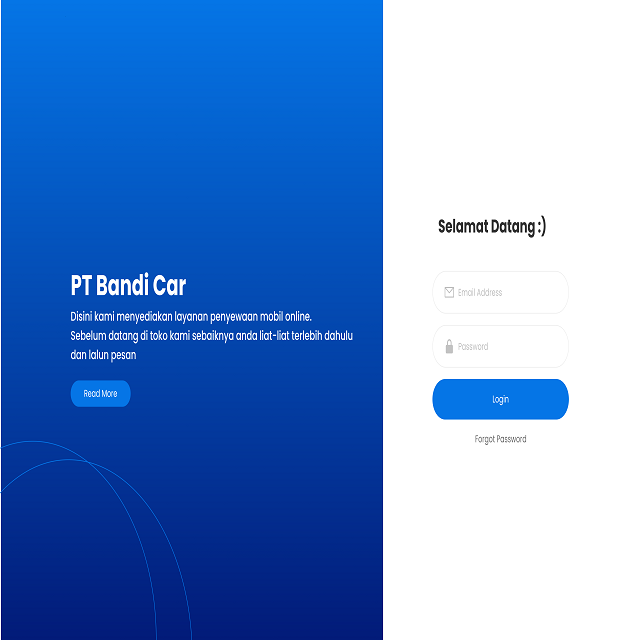 PT Bandi Car
Disini kami menyediakan layanan penyewaan mobil online.
Sebelum datang di toko kami sebaiknya anda liat-liat terlebih dahulu
dan lalun pesan
Read More
Selamat Datang :)
Email Address
Password
Login
Forgot Password